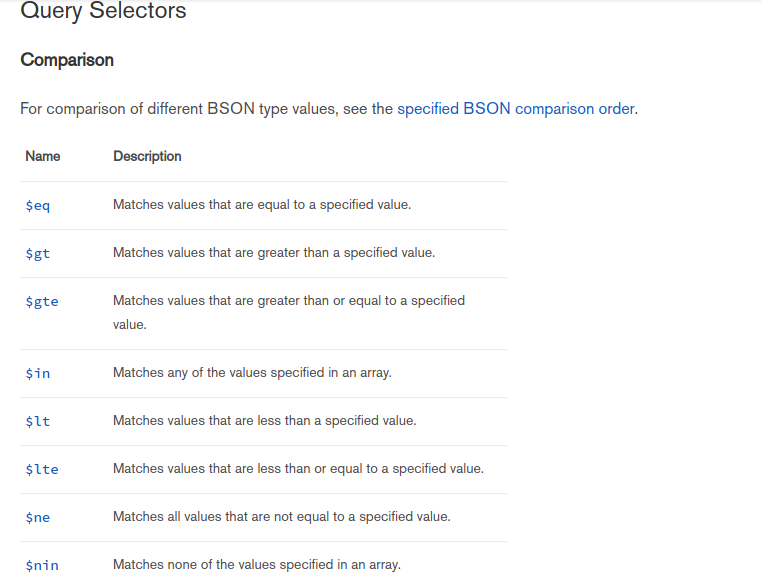 Query Selectors
Comparison
For comparison of different BSON type values, see the specified BSON comparison order.
Name Description
$eq Matches values that are equal to a specified value.
$gt Matches values that are greater than a specified value.
$gte Matches values that are greater than or equal to a specified
value.
$in Matches any of the values specified in an array.
$lt Matches values that are less than a specified value.
$lte Matches values that are less than or equal to a specified value.
$ne Matches all values that are not equal to a specified value.
$nin Matches none of the values specified in an array.